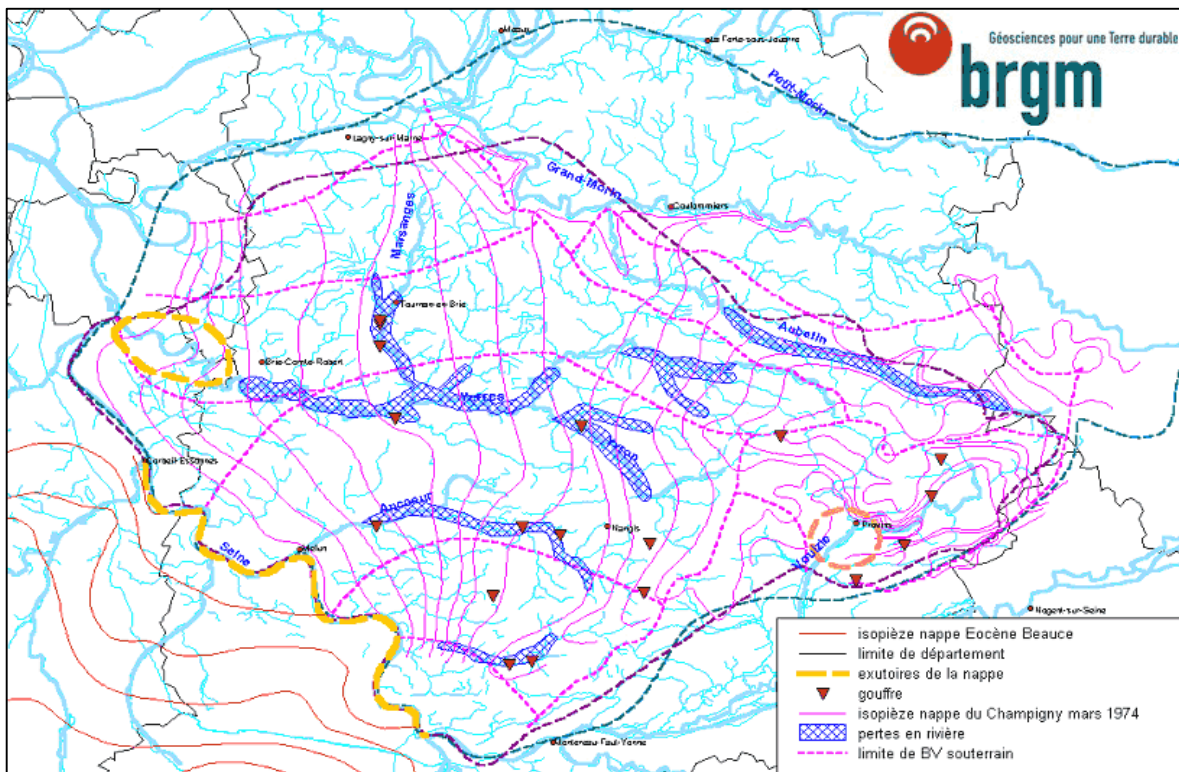 Meaux
La Ferte-sous-Jouarre
Géosciences pour une Terre durable
brgm
Petit-Morin
Lagny-sur-Marne
Grand-Morin
Coulommiers
Marsanges
Tournan-en-Brie
Aubetin
Brie-Comte-Robert
Yerres
Yvron
Corbeil-Essonnes
Ancoeur
Nangis
Provins
Voulzie
Seine
Melun
Nogent-sur-Seine
Montereau-Faut-Yonne
isopièze nappe Eocène Beauce
limite de département
exutoires de la nappe
gouffre
isopièze nappe du Champigny mars 1974
pertes en rivière
limite de BV souterrain